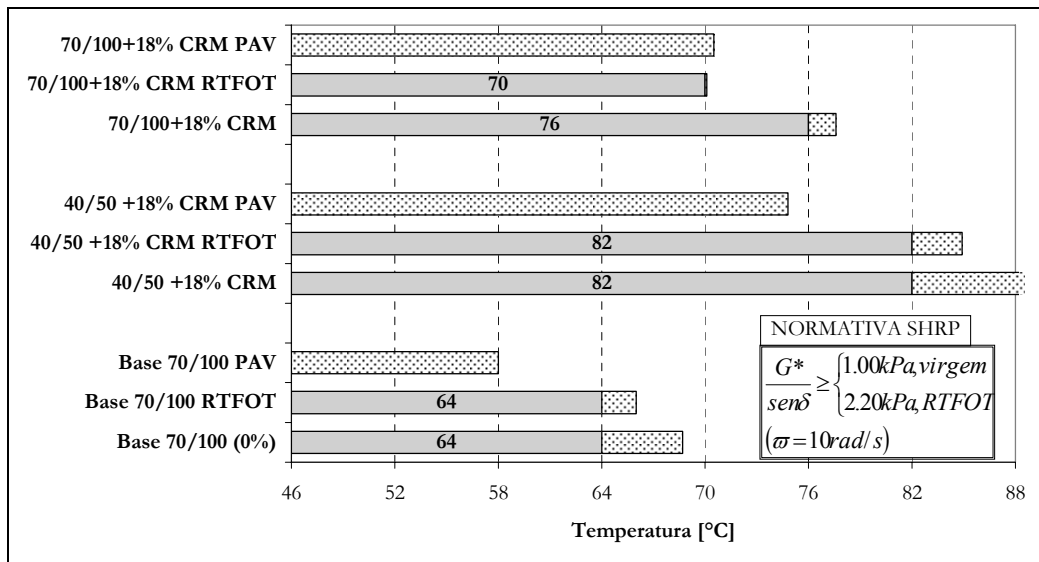 70/100+18% CRM PAV
70/100+18% CRM RTFOT
70
70/100+18% CRM
76
40/50 +18% CRM PAV
40/50 +18% CRM RTFOT
82
40/50 +18% CRM
82
Base 70/100 PAV
Base 70/100 RTFOT
64
Base 70/100 (0%)
64
NORMATIVA SHRP
G*
senδ
≥
{1.00kPa,virgem
2.20kPa,RTFOT
(ϖ=10rad/s)
46 52 58 64 70 76 82 88
Temperatura [°C]